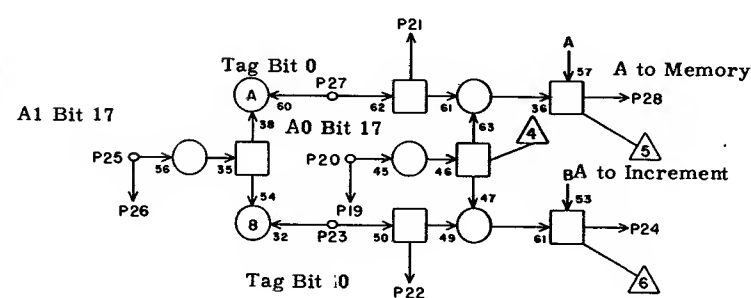 P21
Tag Bit 0
P27
A
57
A to Memory
A
60
62
61
36
P28
A1 Bit 17
38
A0 Bit 17
63
4
5
P25
56
35
P20
45
46
P26
54
P19
47
B
53
A to Increment
B
32
P23
50
49
61
P24
Tag Bit 0
P22
6